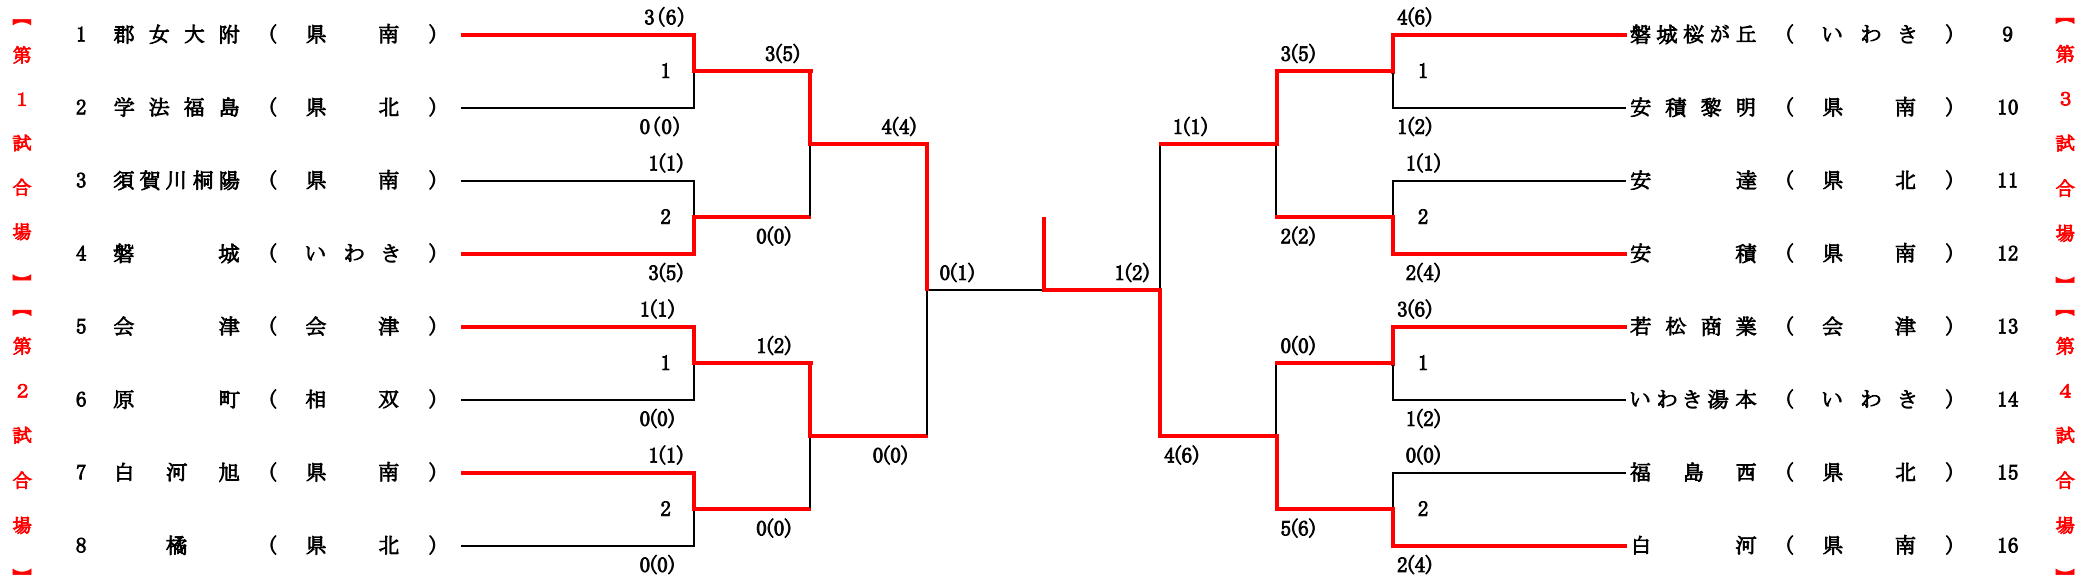 【第1試合場】
1 郡女大附（県南） 3(6)
1 3(5)
2 学法福島（県北） 0(0)
4(4)
3 須賀川桐陽（県南） 1(1)
2 0(0)
4 磐城（いわき） 3(5)
0(1)
【第2試合場】
5 会津（会津） 1(1)
1 1(2)
6 原町（相双） 0(0)
0(0)
7 白河旭（県南） 1(1)
2 0(0)
8 橘（県北） 0(0)
【第3試合場】
4(6) 磐城桜が丘（いわき） 9
3(5) 1
1(2) 安積黎明（県南） 10
1(1)
1(1) 安達（県北） 11
2(2) 2
2(4) 安積（県南） 12
1(2)
【第4試合場】
3(6) 若松商業（会津） 13
0(0) 1
1(2) いわき湯本（いわき） 14
4(6)
0(0) 福島西（県北） 15
5(6) 2
2(4) 白河（県南） 16